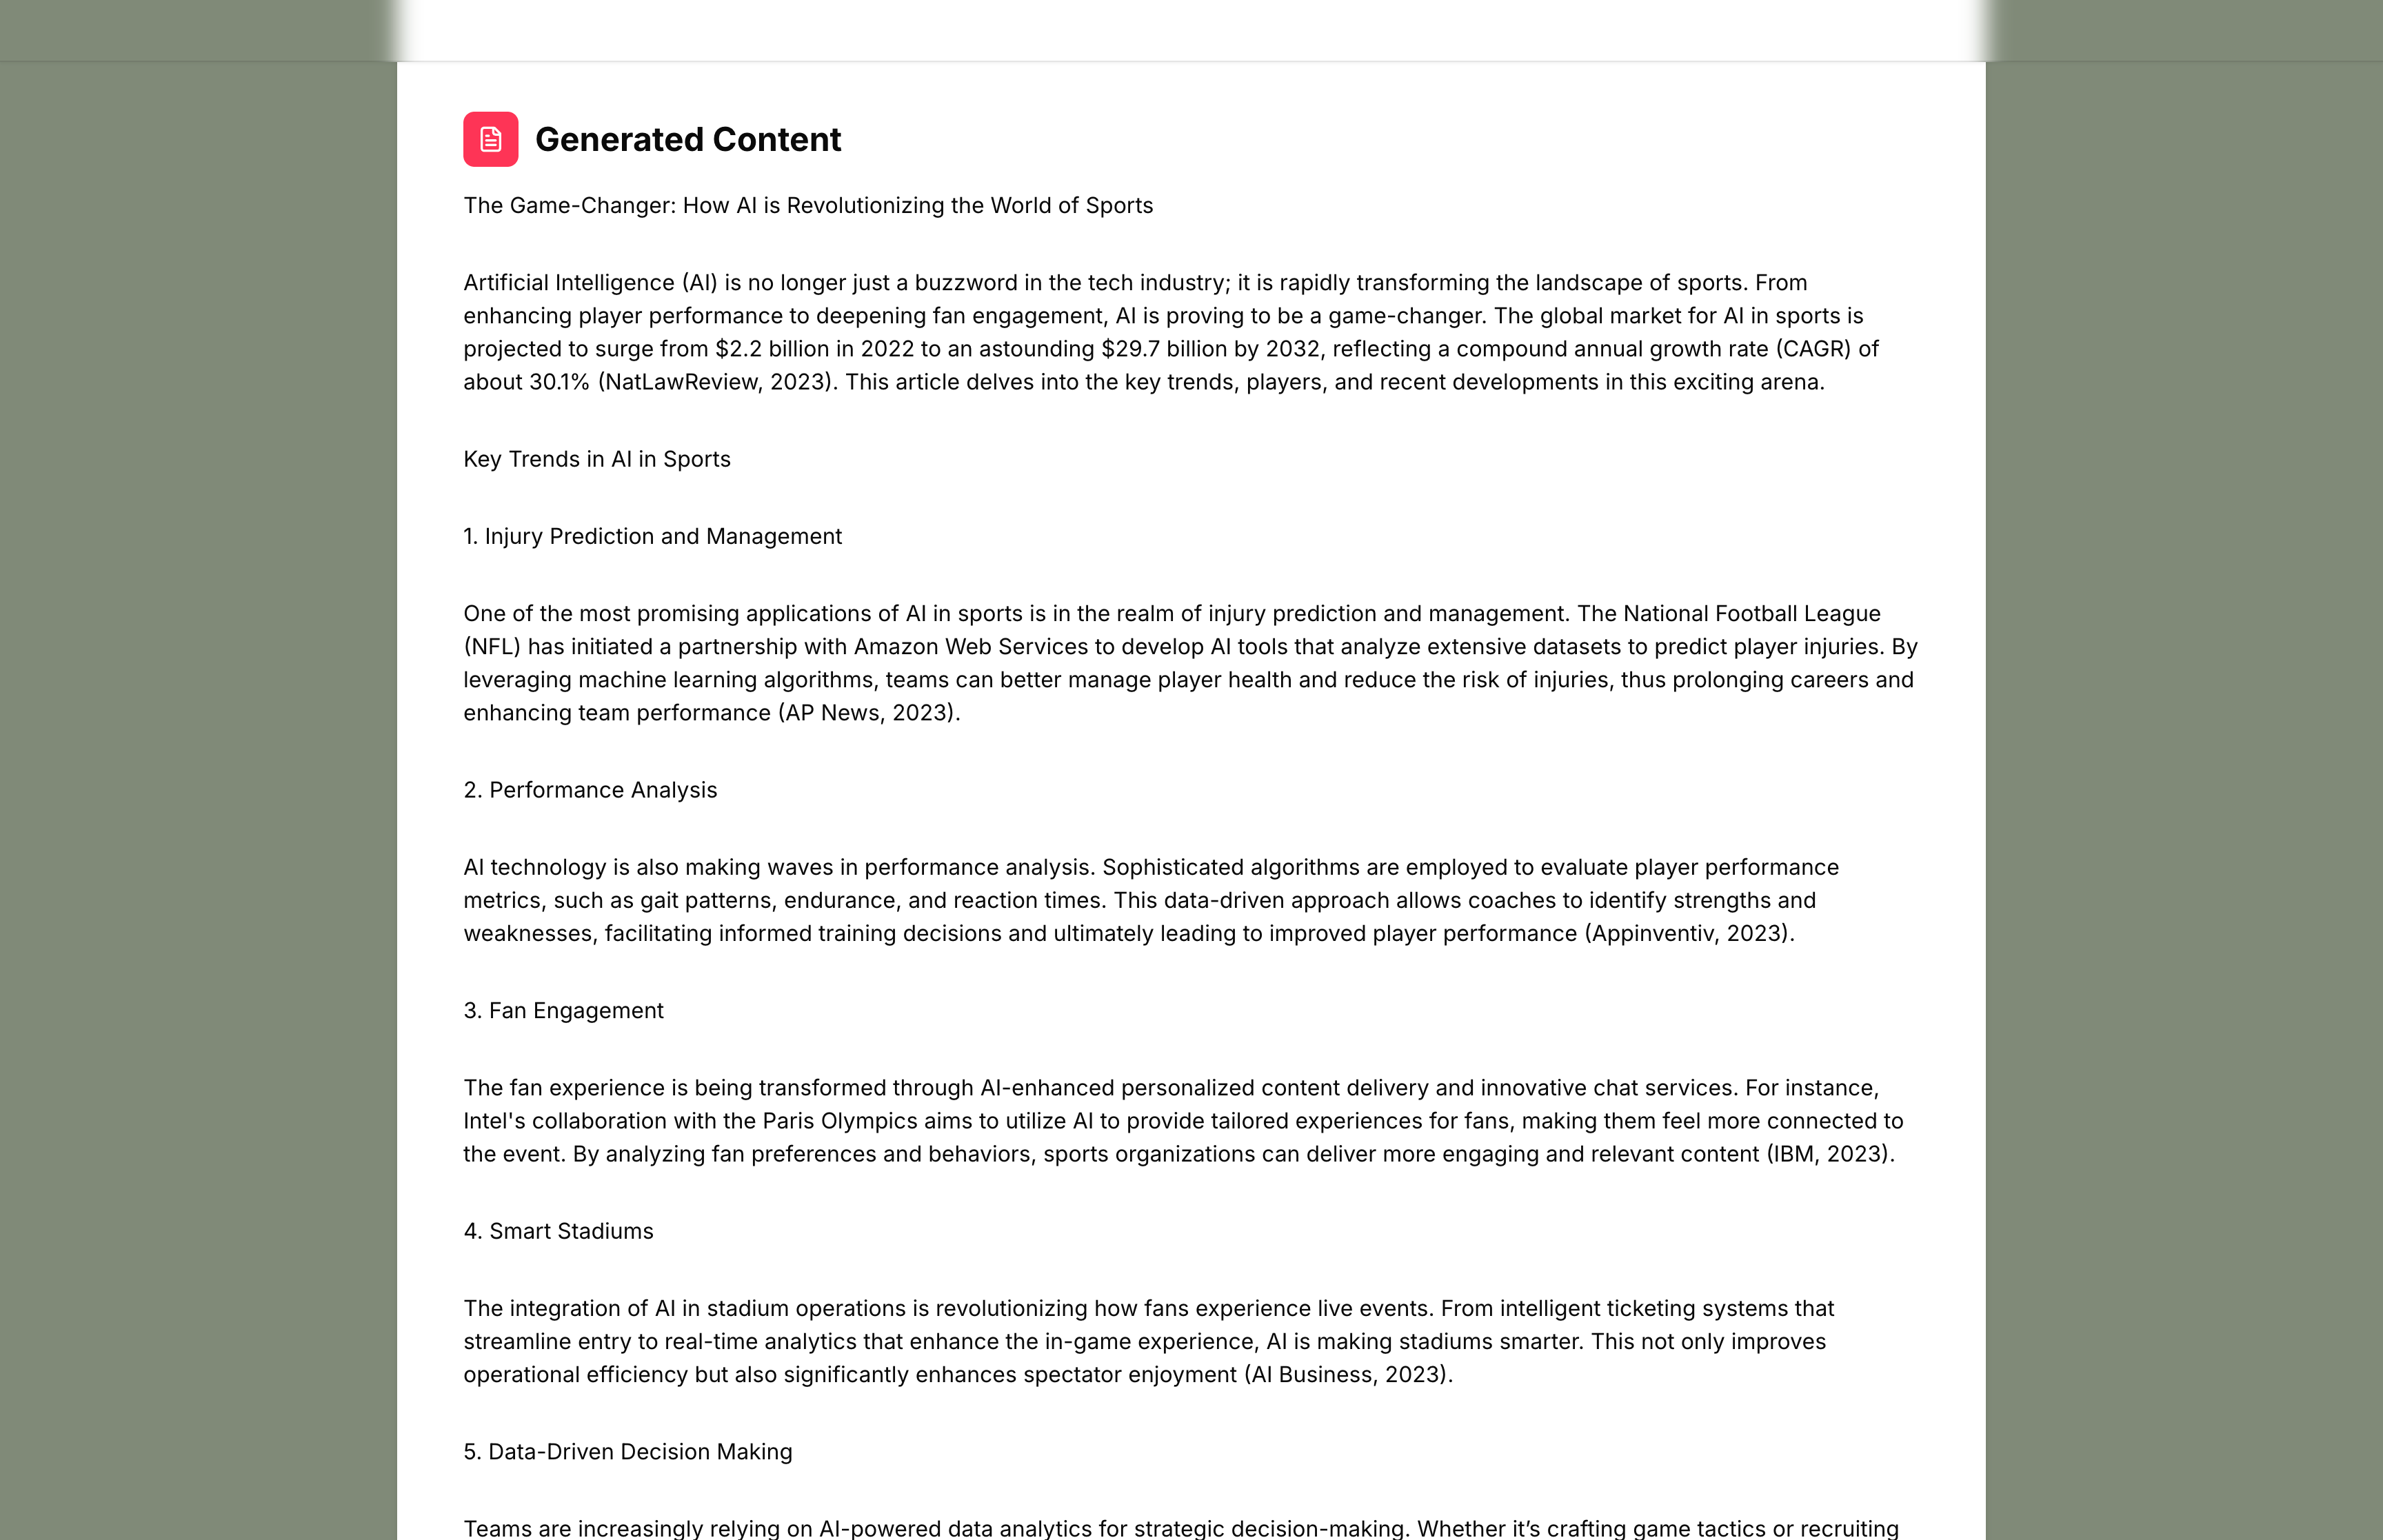 Generated Content
The Game-Changer: How AI is Revolutionizing the World of Sports
Artificial Intelligence (AI) is no longer just a buzzword in the tech industry; it is rapidly transforming the landscape of sports. From
enhancing player performance to deepening fan engagement, AI is proving to be a game-changer. The global market for AI in sports is
projected to surge from $2.2 billion in 2022 to an astounding $29.7 billion by 2032, reflecting a compound annual growth rate (CAGR) of
about 30.1% (NatLawReview, 2023). This article delves into the key trends, players, and recent developments in this exciting arena.
Key Trends in AI in Sports
1. Injury Prediction and Management
One of the most promising applications of AI in sports is in the realm of injury prediction and management. The National Football League
(NFL) has initiated a partnership with Amazon Web Services to develop AI tools that analyze extensive datasets to predict player injuries. By
leveraging machine learning algorithms, teams can better manage player health and reduce the risk of injuries, thus prolonging careers and
enhancing team performance (AP News, 2023).
2. Performance Analysis
AI technology is also making waves in performance analysis. Sophisticated algorithms are employed to evaluate player performance
metrics, such as gait patterns, endurance, and reaction times. This data-driven approach allows coaches to identify strengths and
weaknesses, facilitating informed training decisions and ultimately leading to improved player performance (Appinventiv, 2023).
3. Fan Engagement
The fan experience is being transformed through AI-enhanced personalized content delivery and innovative chat services. For instance,
Intel's collaboration with the Paris Olympics aims to utilize AI to provide tailored experiences for fans, making them feel more connected to
the event. By analyzing fan preferences and behaviors, sports organizations can deliver more engaging and relevant content (IBM, 2023).
4. Smart Stadiums
The integration of AI in stadium operations is revolutionizing how fans experience live events. From intelligent ticketing systems that
streamline entry to real-time analytics that enhance the in-game experience, AI is making stadiums smarter. This not only improves
operational efficiency but also significantly enhances spectator enjoyment (AI Business, 2023).
5. Data-Driven Decision Making
Teams are increasingly relying on AI-powered data analytics for strategic decision-making. Whether it’s crafting game tactics or recruiting